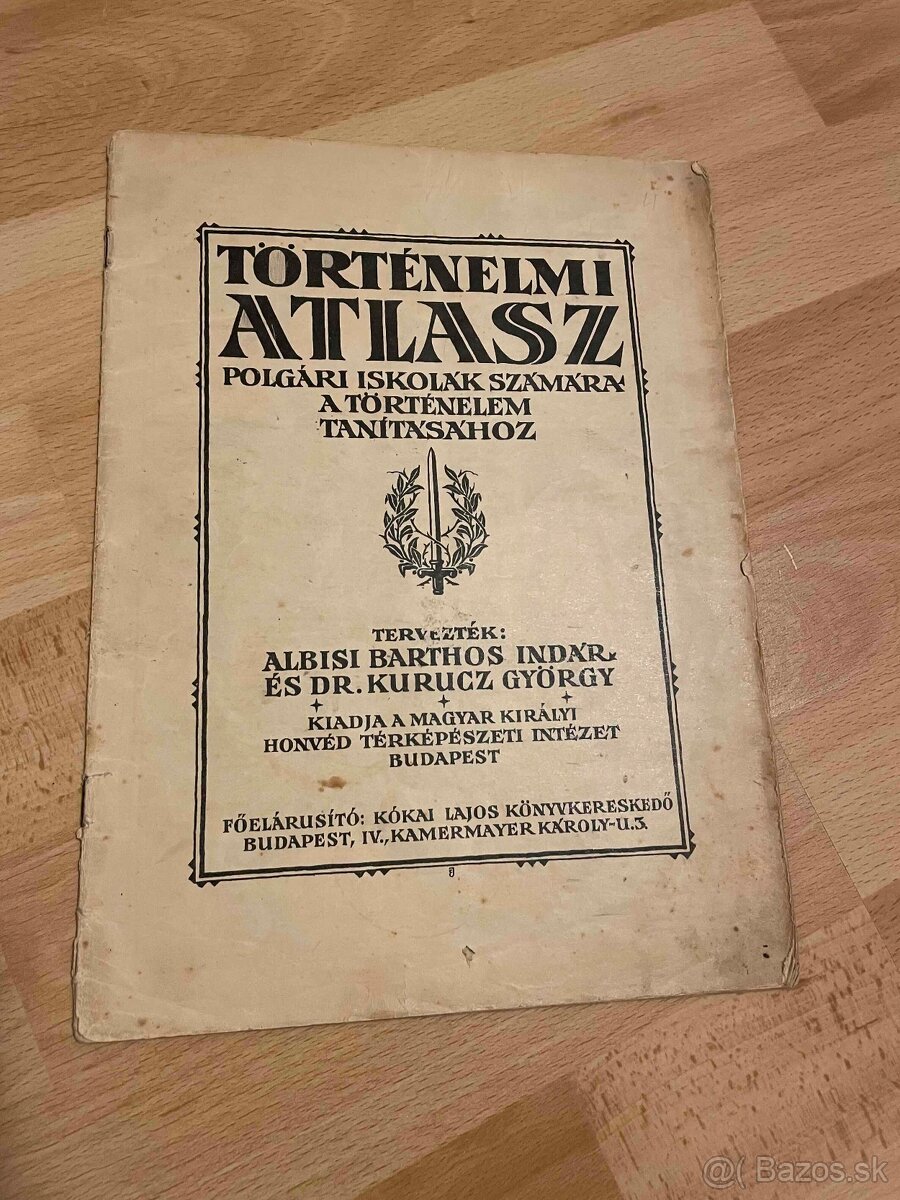 TÖRTÉNELMI
ATLASZ
POLGÁRI ISKOLÁK SZÁMÁRA
A TÖRTÉNELEM
TANÍTÁSÁHOZ
TERVEZTÉK:
ALBISI BARTHOS INDÁR
ÉS DR. KURUCZ GYÖRGY
KIADJA A MAGYAR KIRÁLYI
HONVÉD TÉRKÉPÉSZETI INTÉZET
BUDAPEST
FŐELÁRUSÍTÓ: KÓKAI LAJOS KÖNYVKERESKEDŐ
BUDAPEST, IV., KAMERMAYER KÁROLY-U.3.
@( Bazos.sk